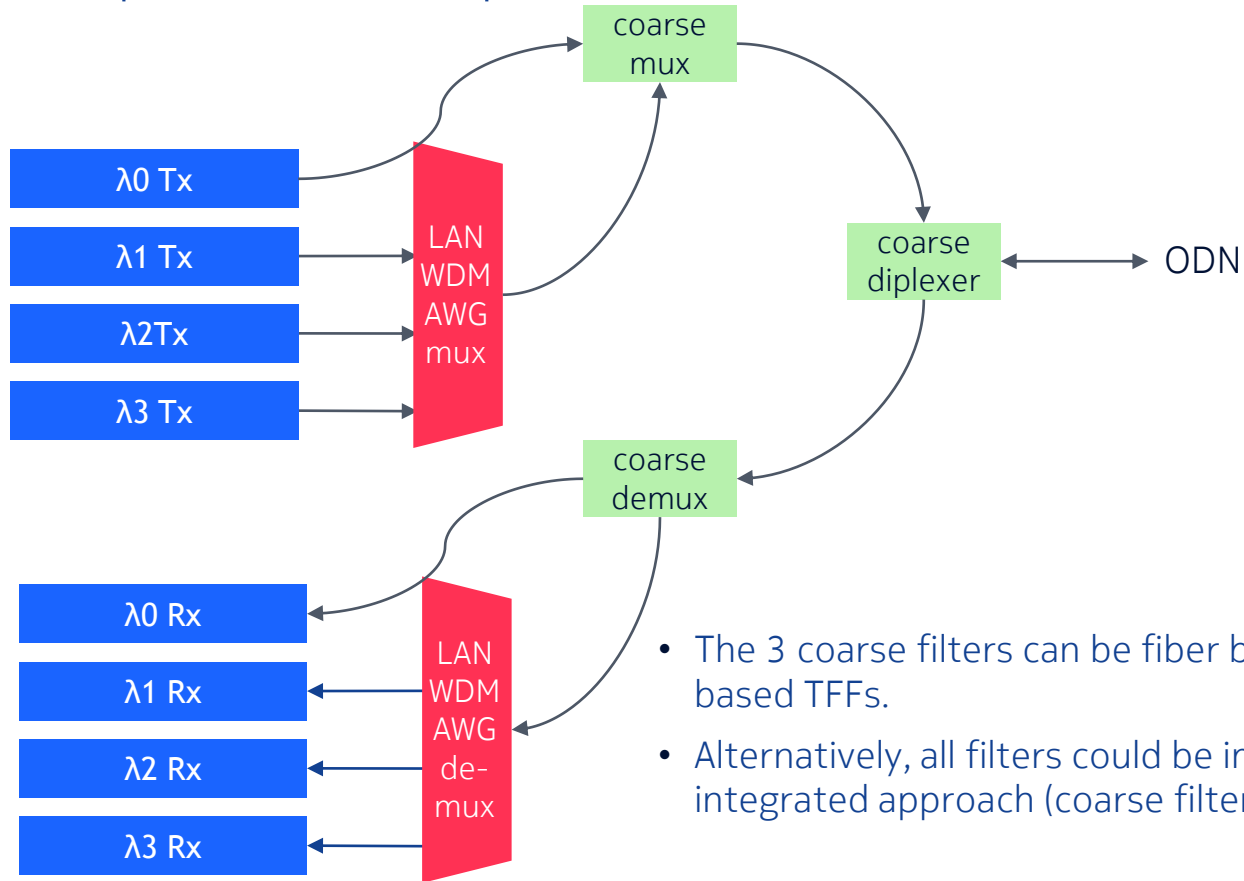 coarse
mux
λ0 Tx
λ1 Tx
λ2Tx
λ3 Tx
LAN
WDM
AWG
mux
coarse
diplexer
ODN
coarse
demux
λ0 Rx
λ1 Rx
λ2 Rx
λ3 Rx
LAN
WDM
AWG
de-
mux
• The 3 coarse filters can be fiber b
based TFFs.
• Alternatively, all filters could be in
integrated approach (coarse filter